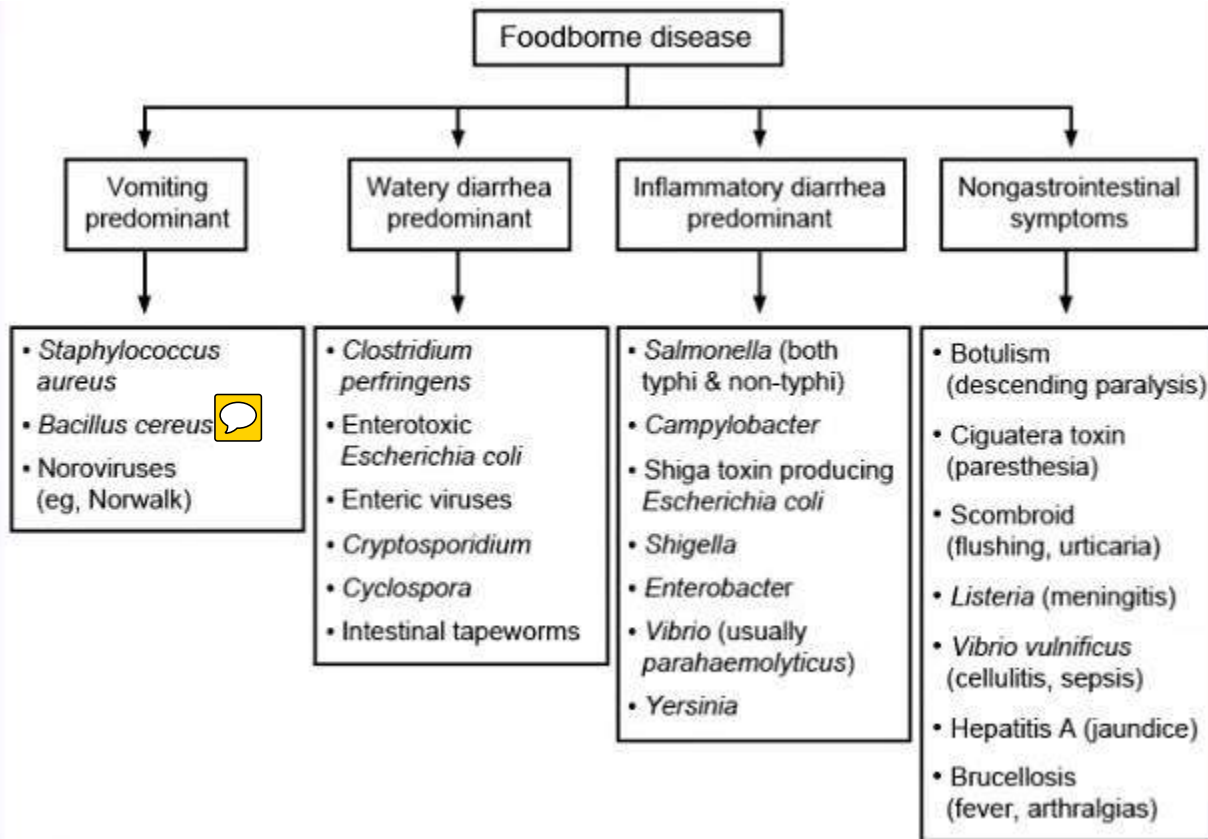 Foodborne disease
Vomiting
predominant
Watery diarrhea
predominant
Inflammatory diarrhea
predominant
Nongastrointestinal
symptoms
• Staphylococcus
aureus
• Bacillus cereus
• Noroviruses
(eg, Norwalk)
• Clostridium
perfringens
• Enterotoxic
Escherichia coli
• Enteric viruses
• Cryptosporidium
• Cyclospora
• Intestinal tapeworms
• Salmonella (both
typhi & non-typhi)
• Campylobacter
• Shiga toxin producing
Escherichia coli
• Shigella
• Enterobacter
• Vibrio (usually
parahaemolyticus)
• Yersinia
• Botulism
(descending paralysis)
• Ciguatera toxin
(paresthesia)
• Scombroid
(flushing, urticaria)
• Listeria (meningitis)
• Vibrio vulnificus
(cellulitis, sepsis)
• Hepatitis A (jaundice)
• Brucellosis
(fever, arthralgias)